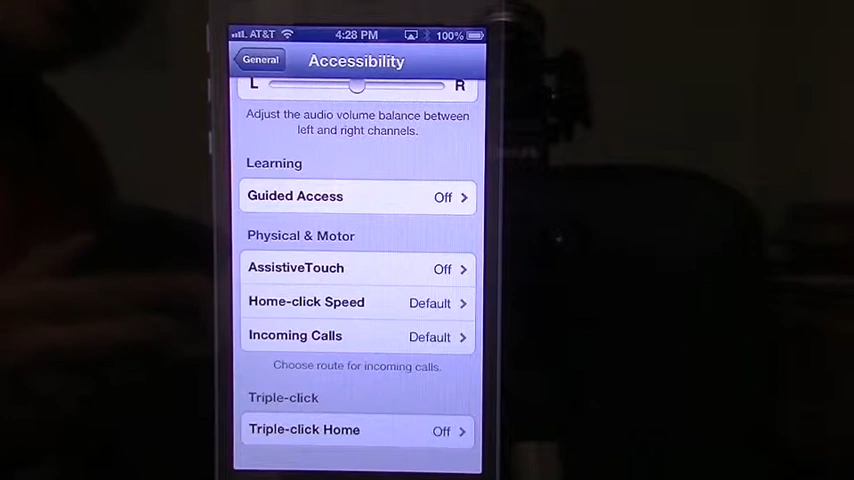 AT&T 4:28 PM 100%
General Accessibility
L R
Adjust the audio volume balance between
left and right channels.
Learning
Guided Access Off
Physical & Motor
AssistiveTouch Off
Home-click Speed Default
Incoming Calls Default
Choose route for incoming calls.
Triple-click
Triple-click Home Off